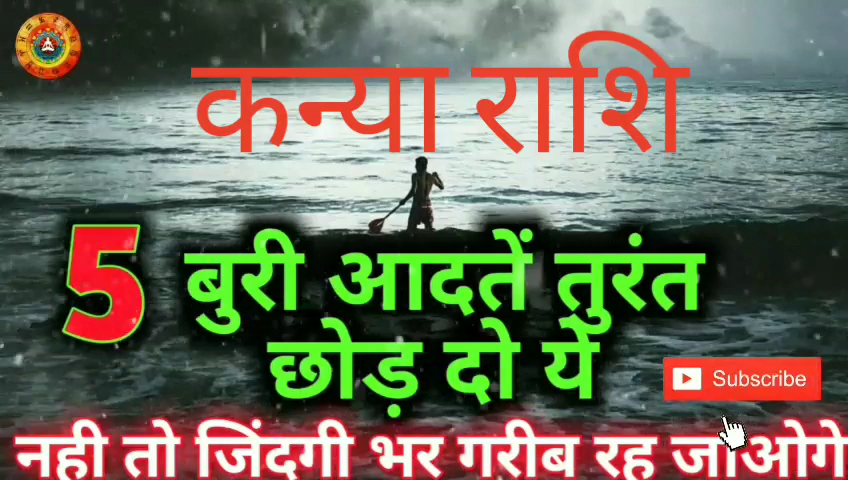 कन्या राशि
5 बुरी आदतें तुरंत
छोड़ दो ये
Subscribe
नही तो जिंदगी भर गरीब रह जाओगे